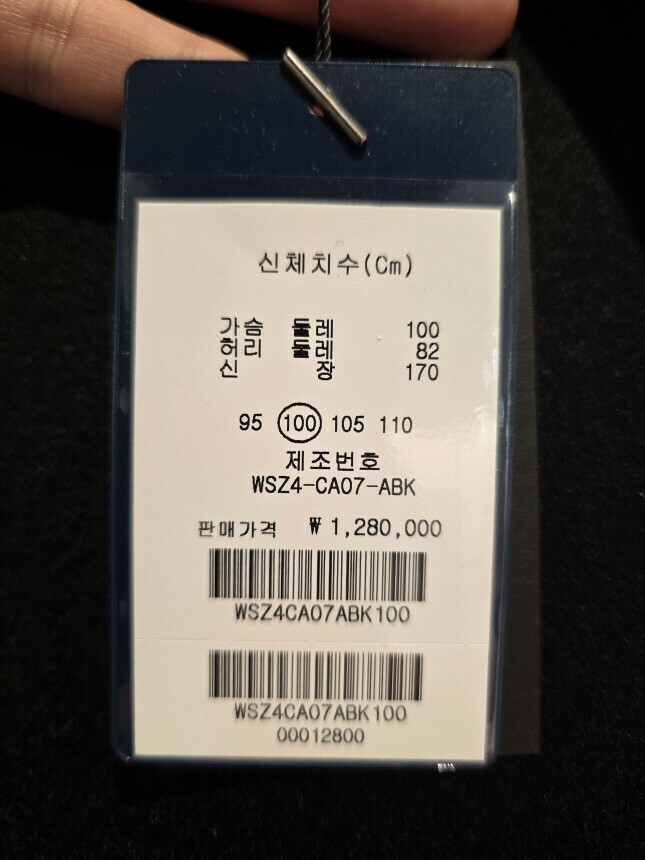 신체치수(Cm)
가슴 둘레 100
허리 둘레 82
신 장 170
95 100 105 110
제조번호
WSZ4-CA07-ABK
판매가격 ₩ 1,280,000
WSZ4CA07ABK100
WSZ4CA07ABK100
00012800